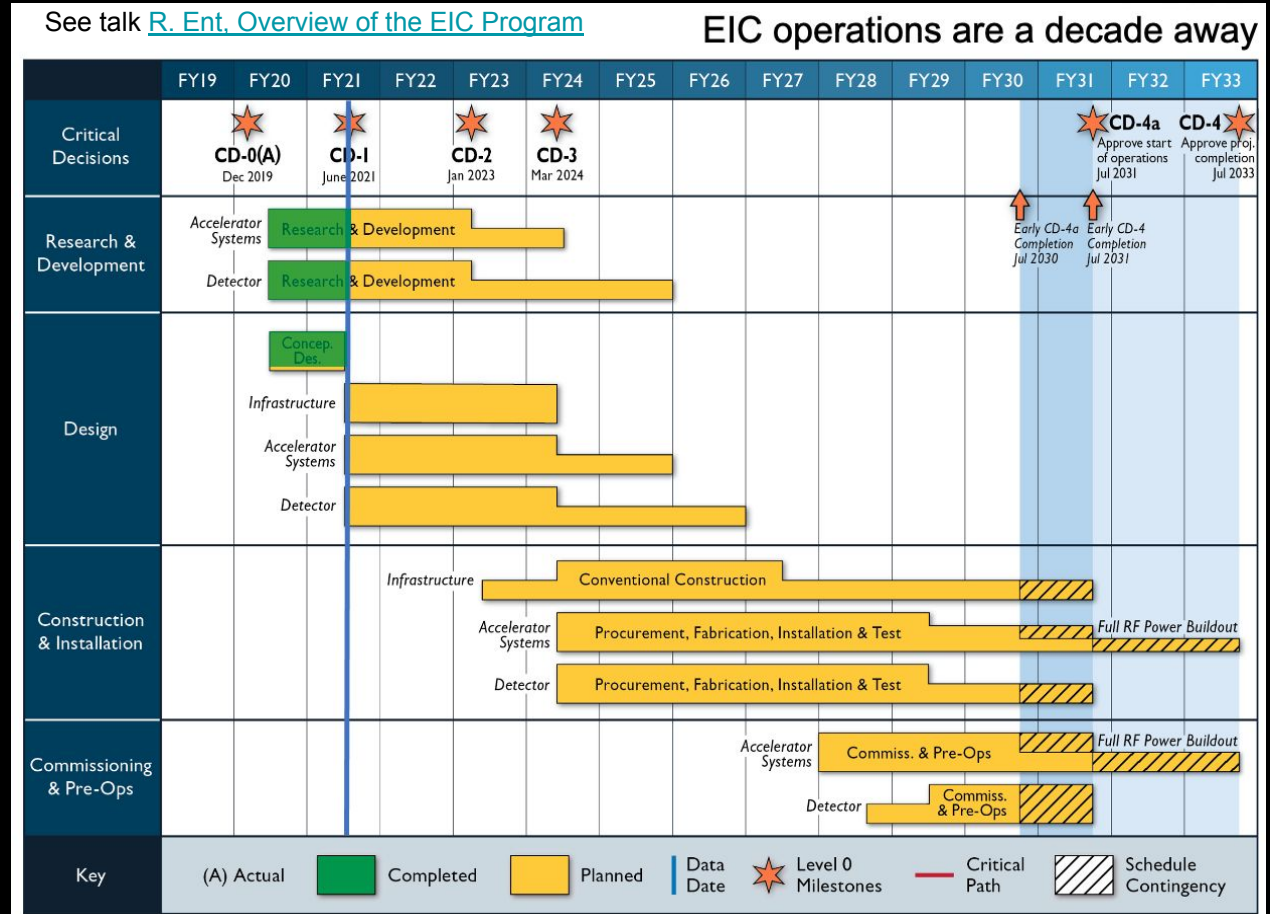 See talk R. Ent, Overview of the EIC Program
EIC operations are a decade away
FY19 FY20 FY21 FY22 FY23 FY24 FY25 FY26 FY27 FY28 FY29 FY30 FY31 FY32 FY33
Critical
Decisions
CD-0(A)
Dec 2019
CD-1
June 2021
CD-2
Jan 2023
CD-3
Mar 2024
CD-4a
Approve start
of operations
Jul 2031
CD-4
Approve proj.
completion
Jul 2033
Early CD-4a
Completion
Jul 2030
Early CD-4
Completion
Jul 2031
Research &
Development
Accelerator
Systems
Research & Development
Detector
Research & Development
Design
Concep.
Des.
Infrastructure
Accelerator
Systems
Detector
Construction
& Installation
Infrastructure
Conventional Construction
Accelerator
Systems
Procurement, Fabrication, Installation & Test
Full RF Power Buildout
Detector
Procurement, Fabrication, Installation & Test
Commissioning
& Pre-Ops
Accelerator
Systems
Commiss. & Pre-Ops
Full RF Power Buildout
Detector
Commiss.
& Pre-Ops
Key
(A) Actual
Completed
Planned
Data
Date
Level 0
Milestones
Critical
Path
Schedule
Contingency